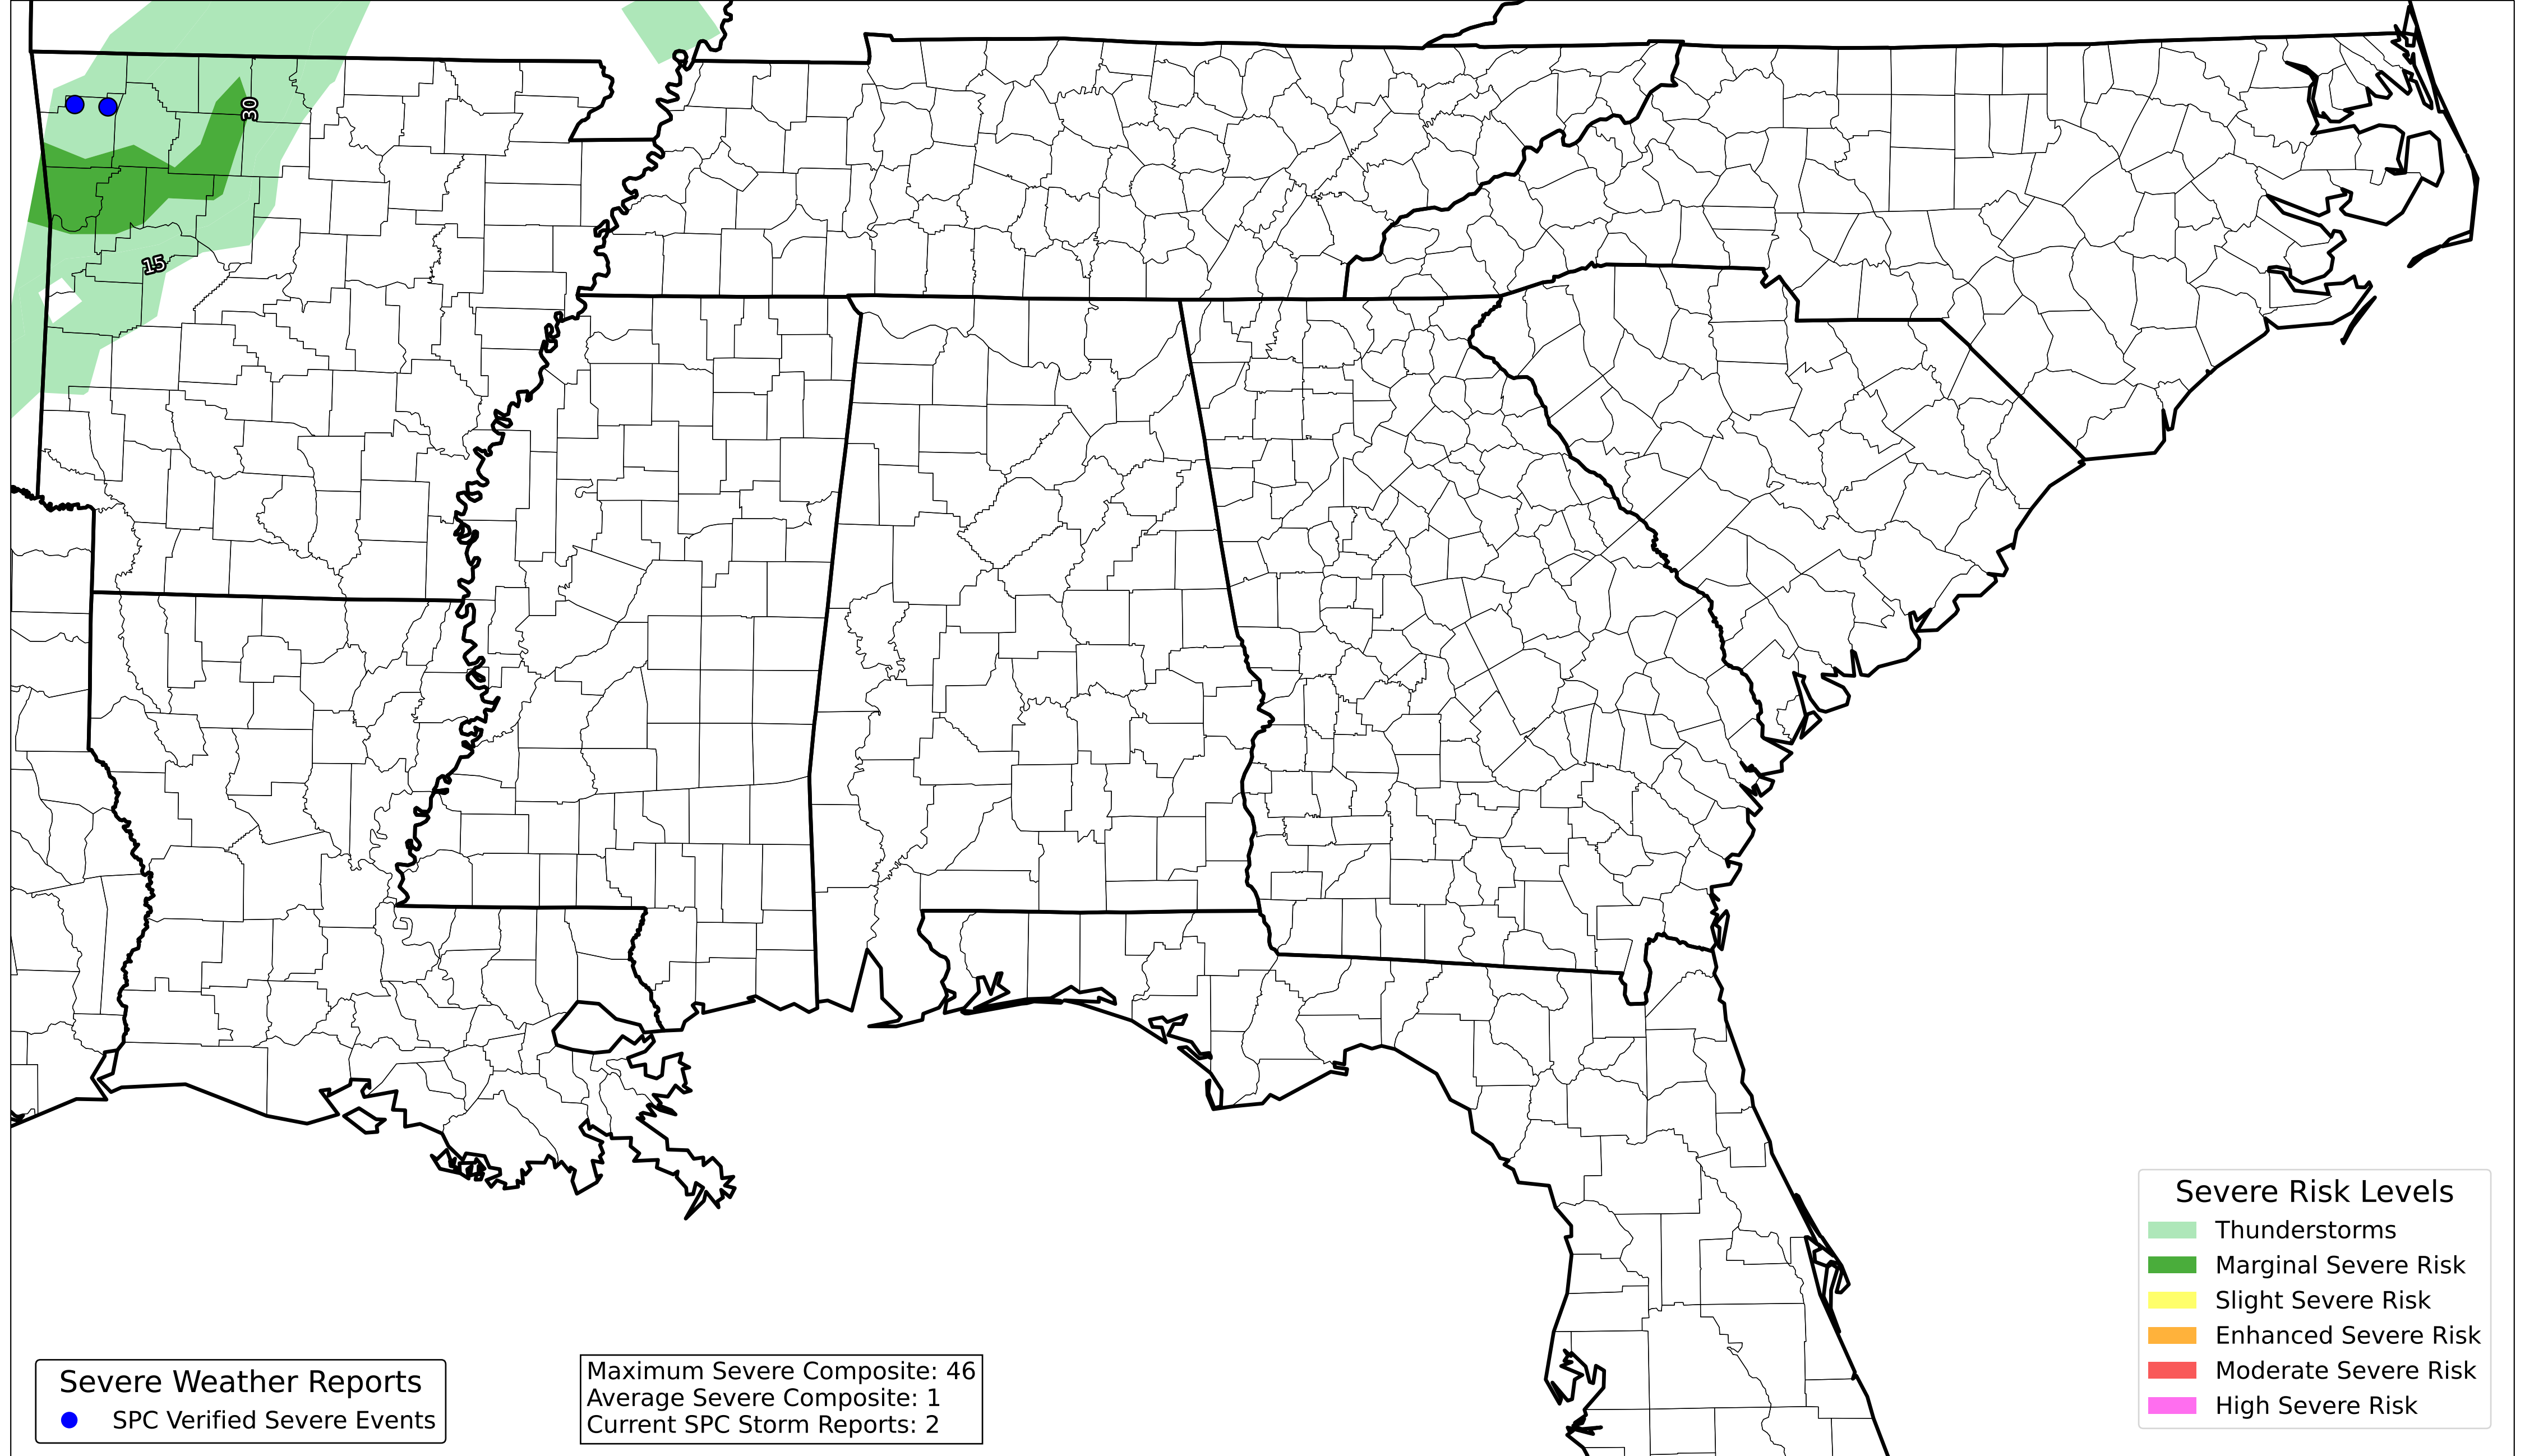 30
15
Severe Risk Levels
Thunderstorms
Marginal Severe Risk
Slight Severe Risk
Enhanced Severe Risk
Moderate Severe Risk
High Severe Risk
Severe Weather Reports
SPC Verified Severe Events
Maximum Severe Composite: 46
Average Severe Composite: 1
Current SPC Storm Reports: 2